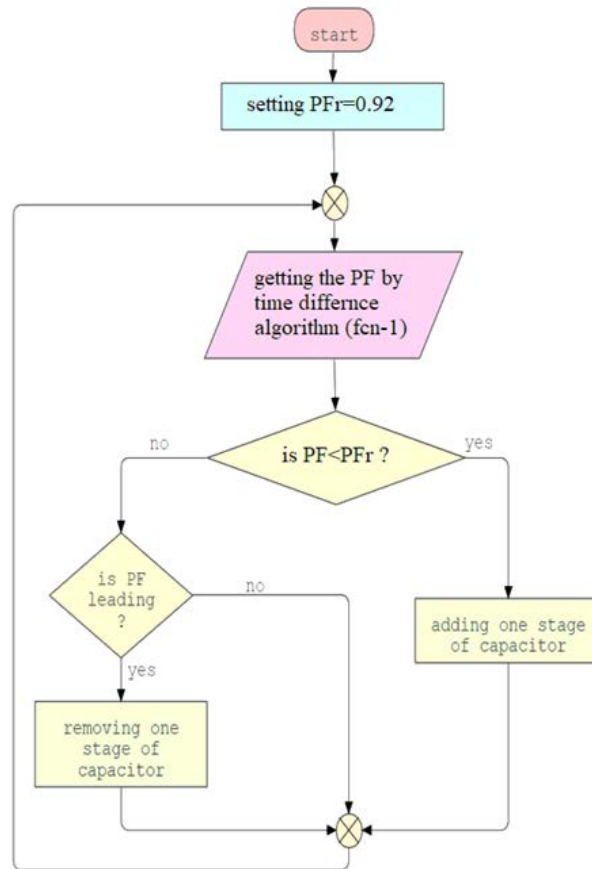 start
setting PFr=0.92
getting the PF by
time differnce
algorithm (fcn-1)
no
yes
is PF<PFr ?
is PF
leading
?
no
adding one stage
of capacitor
yes
removing one
stage of
capacitor